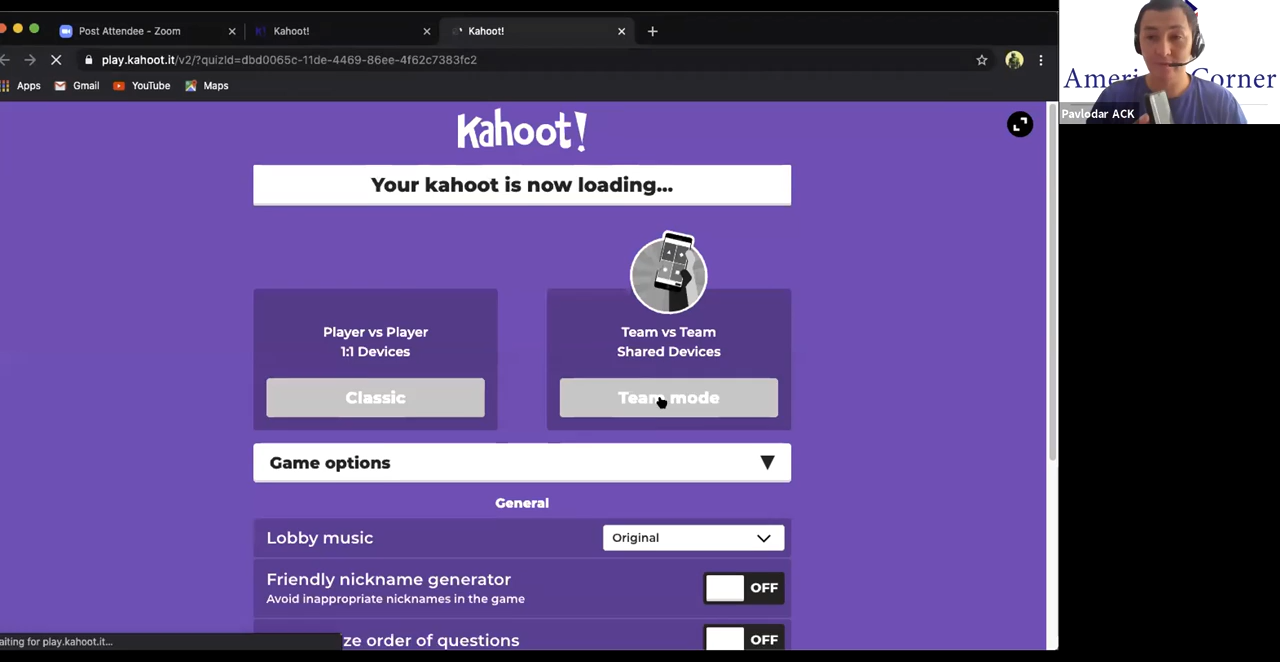 Post Attendee - Zoom
Kahoot!
Kahoot!
play.kahoot.it/v2/?quizId=dbd0065c-11de-4469-86ee-4f62c7383fc2
Apps
Gmail
YouTube
Maps
Kahoot!
Your kahoot is now loading...
Player vs Player
1:1 Devices
Classic
Team vs Team
Shared Devices
Team mode
Game options
General
Lobby music
Original
Friendly nickname generator
Avoid inappropriate nicknames in the game
OFF
ze order of questions
OFF
aiting for play.kahoot.it...
Ameri Corner
Pavlodar ACK